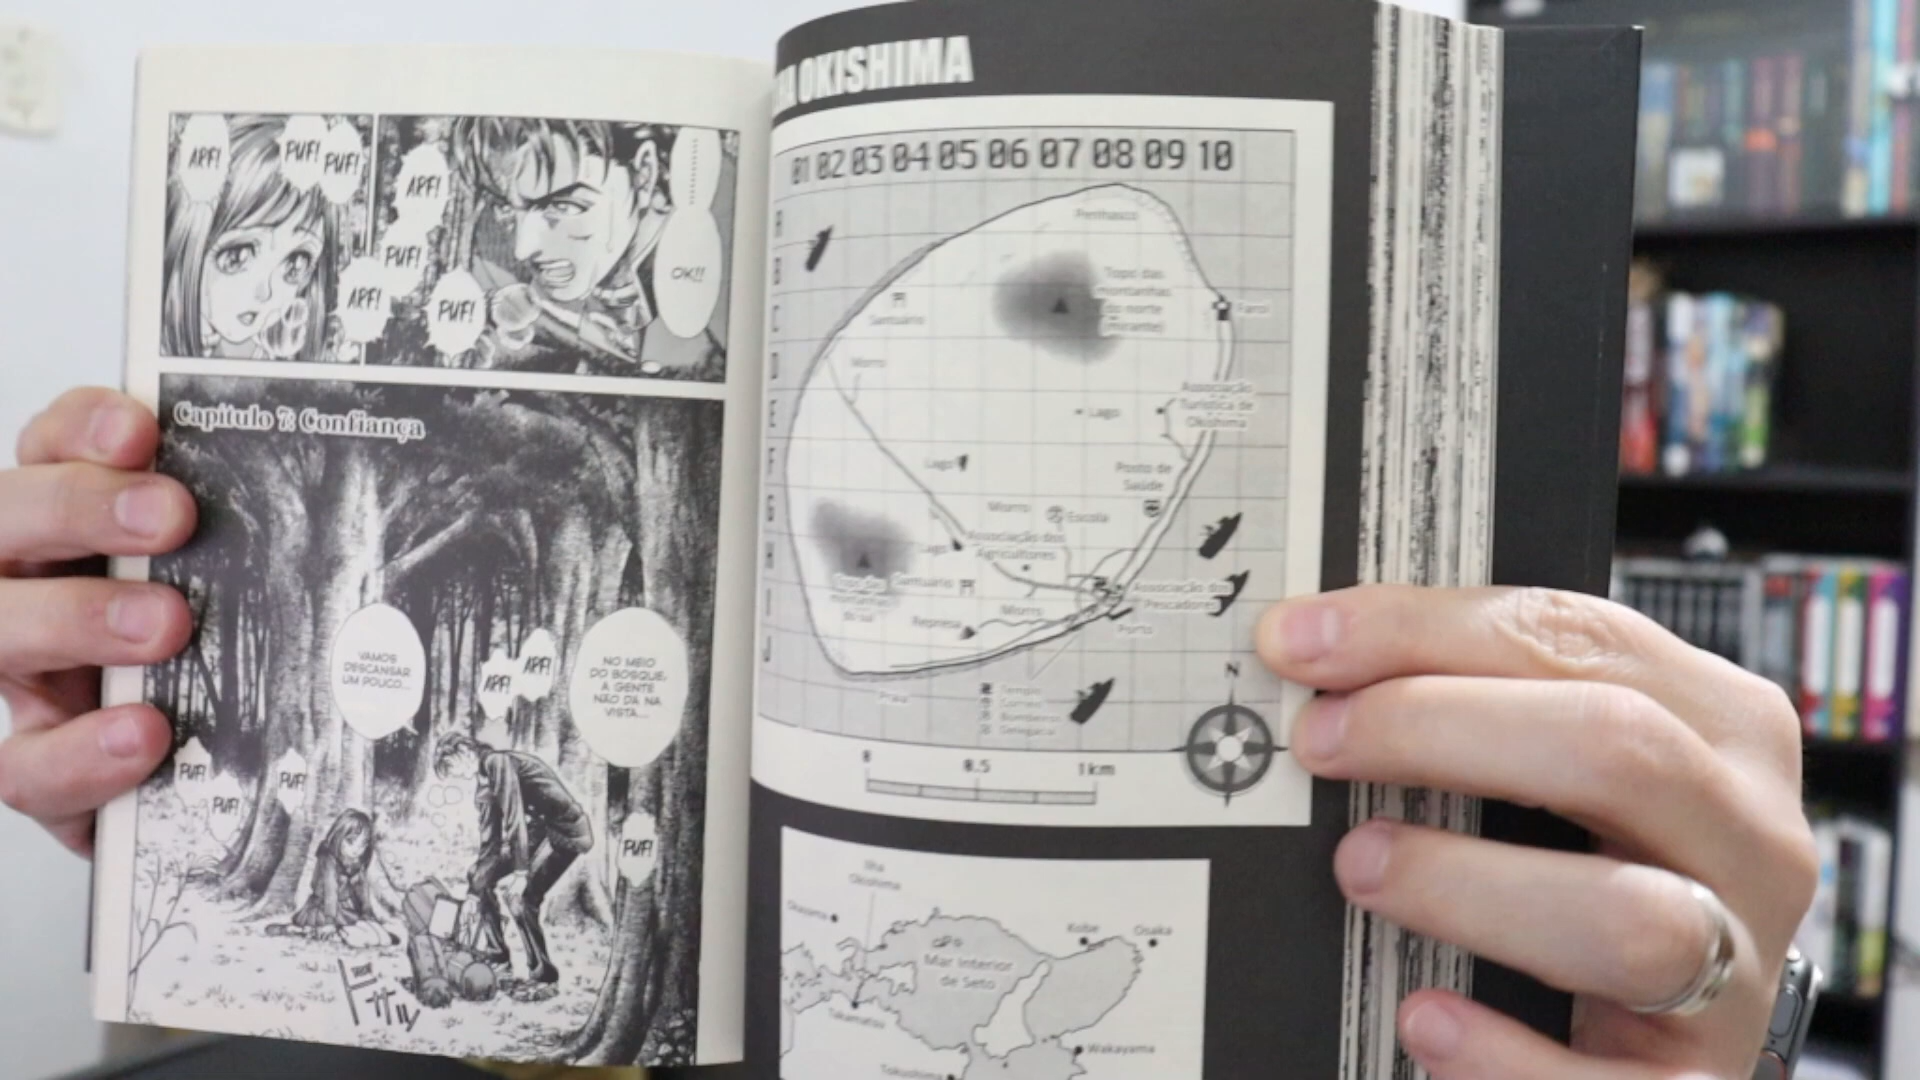 ARF!
PUF!
PUF!
ARF!
PUF!
ARF!
PUF!
OK!!
Capítulo 7: Confiança
VAMOS
DESCANSAR
UM POUCO...
ARF!
ARF!
NO MEIO
DO BOSQUE,
A GENTE
NÃO DÁ NA
VISTA...
PUF!
PUF!
PUF!
PUF!
OKISHIMA
01 02 03 04 05 06 07 08 09 10
A
B
C
D
E
F
G
H
I
J
Penhasco
Topo das
montanhas
do norte
(mirante)
Farol
Santuário
Morro
Associação
Turística de
Okishima
Lago
Lago
Posto de
Saúde
Morro
Escola
Associação dos
Agricultores
Lago
Topo das
montanhas
do sul
Santuário
Associação dos
Pescadores
Morro
Represa
Porto
Praia
Templo
Correio
Bombeiros
Delegacia
N
0 0.5 1km
Ilha
Okishima
Okayama
Kobe
Osaka
Mar Interior
de Seto
Takamatsu
Wakayama
Tokushima